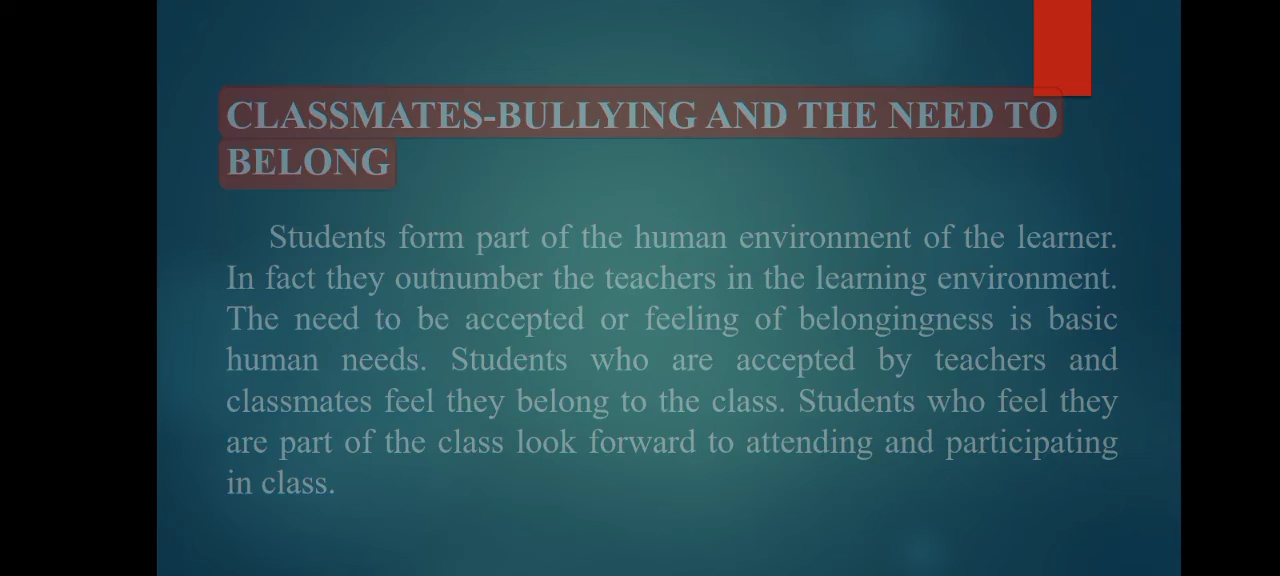 CLASSMATES-BULLYING AND THE NEED TO
BELONG
Students form part of the human environment of the learner.
In fact they outnumber the teachers in the learning environment.
The need to be accepted or feeling of belongingness is basic
human needs. Students who are accepted by teachers and
classmates feel they belong to the class. Students who feel they
are part of the class look forward to attending and participating
in class.